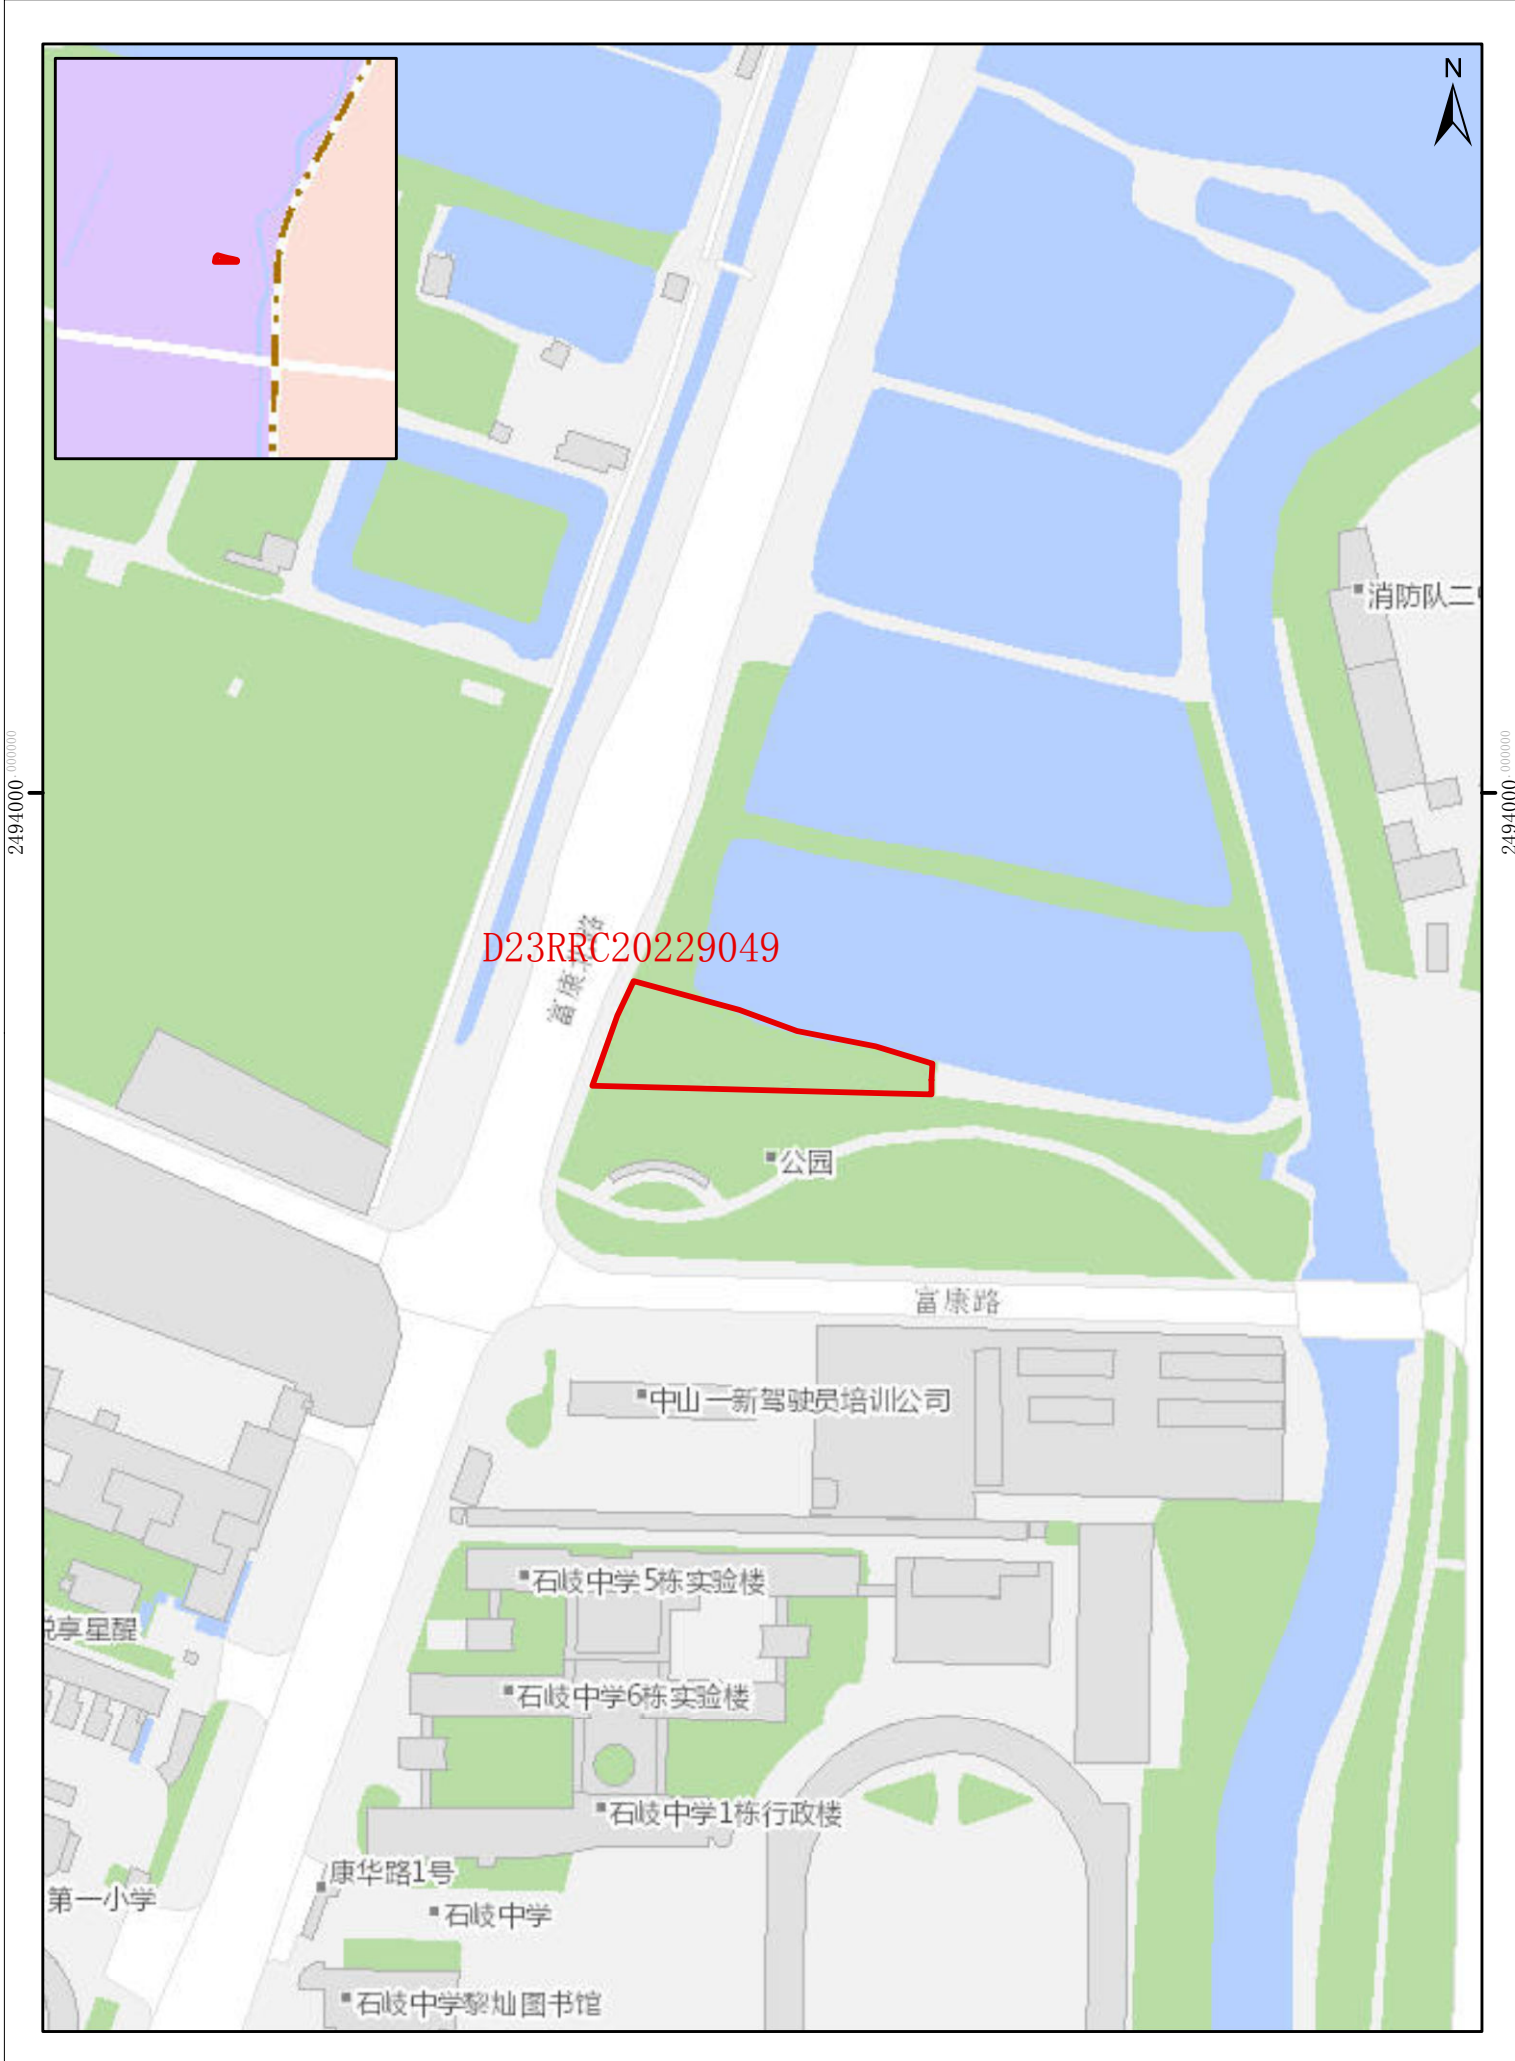 N
消防队二
2494000.000000
2494000.000000
D23RRC20229049
富康
路
公园
富康路
中山一新驾驶员培训公司
石岐中学5栋实验楼
悦享星醒
石岐中学6栋实验楼
石岐中学1栋行政楼
康华路1号
第一小学
石岐中学
石岐中学黎灿图书馆